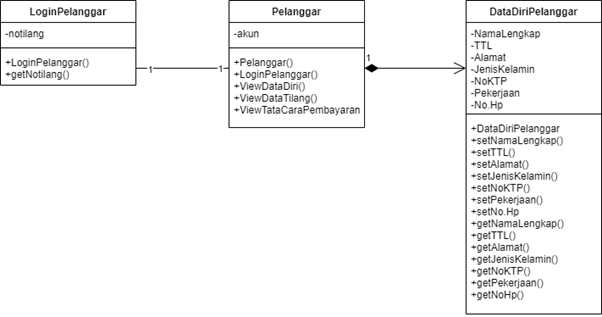 LoginPelanggar
-notilang
+LoginPelanggar()
+getNotilang()
1
1
Pelanggar
-akun
+Pelanggar()
+LoginPelanggar()
+ViewDataDiri()
+ViewDataTilang()
+ViewTataCaraPembayaran
1
DataDiriPelanggar
-NamaLengkap
-TTL
-Alamat
-JenisKelamin
-NoKTP
-Pekerjaan
-No.Hp
+DataDiriPelanggar
+setNamaLengkap()
+setTTL()
+setAlamat()
+setJenisKelamin()
+setNoKTP()
+setPekerjaan()
+setNo.Hp
+getNamaLengkap()
+getTTL()
+getAlamat()
+getJenisKelamin()
+getNoKTP()
+getPekerjaan()
+getNoHp()